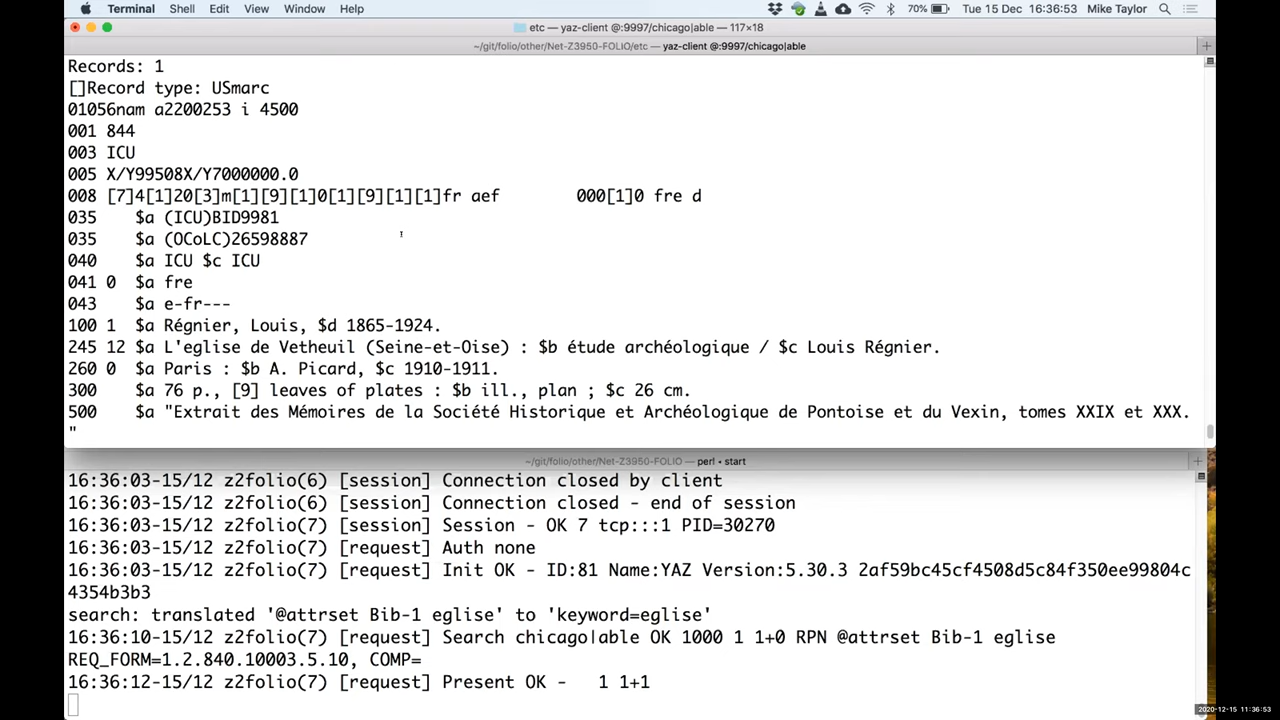 Terminal Shell Edit View Window Help 70% Tue 15 Dec 16:36:53 Mike Taylor
etc — yaz-client @:9997/chicago|able — 117×18
~/git/folio/other/Net-Z3950-FOLIO/etc — yaz-client @:9997/chicago|able
Records: 1
[]Record type: USmarc
01056nam a2200253 i 4500
001 844
003 ICU
005 X/Y99508X/Y7000000.0
008 [7]4[1]20[3]m[1][9][1]0[1][9][1][1]fr aef 000[1]0 fre d
035 $a (ICU)BID9981
035 $a (OCoLC)26598887
040 $a ICU $c ICU
041 0 $a fre
043 $a e-fr---
100 1 $a Régnier, Louis, $d 1865-1924.
245 12 $a L'eglise de Vetheuil (Seine-et-Oise) : $b étude archéologique / $c Louis Régnier.
260 0 $a Paris : $b A. Picard, $c 1910-1911.
300 $a 76 p., [9] leaves of plates : $b ill., plan ; $c 26 cm.
500 $a "Extrait des Mémoires de la Société Historique et Archéologique de Pontoise et du Vexin, tomes XXIX et XXX.
"
~/git/folio/other/Net-Z3950-FOLIO — perl • start
16:36:03-15/12 z2folio(6) [session] Connection closed by client
16:36:03-15/12 z2folio(6) [session] Connection closed - end of session
16:36:03-15/12 z2folio(7) [session] Session - OK 7 tcp:::1 PID=30270
16:36:03-15/12 z2folio(7) [request] Auth none
16:36:03-15/12 z2folio(7) [request] Init OK - ID:81 Name:YAZ Version:5.30.3 2af59bc45cf4508d5c84f350ee99804c
4354b3b3
search: translated '@attrset Bib-1 eglise' to 'keyword=eglise'
16:36:10-15/12 z2folio(7) [request] Search chicago|able OK 1000 1 1+0 RPN @attrset Bib-1 eglise
REQ_FORM=1.2.840.10003.5.10, COMP=
16:36:12-15/12 z2folio(7) [request] Present OK - 1 1+1
2020-12-15 11:36:53